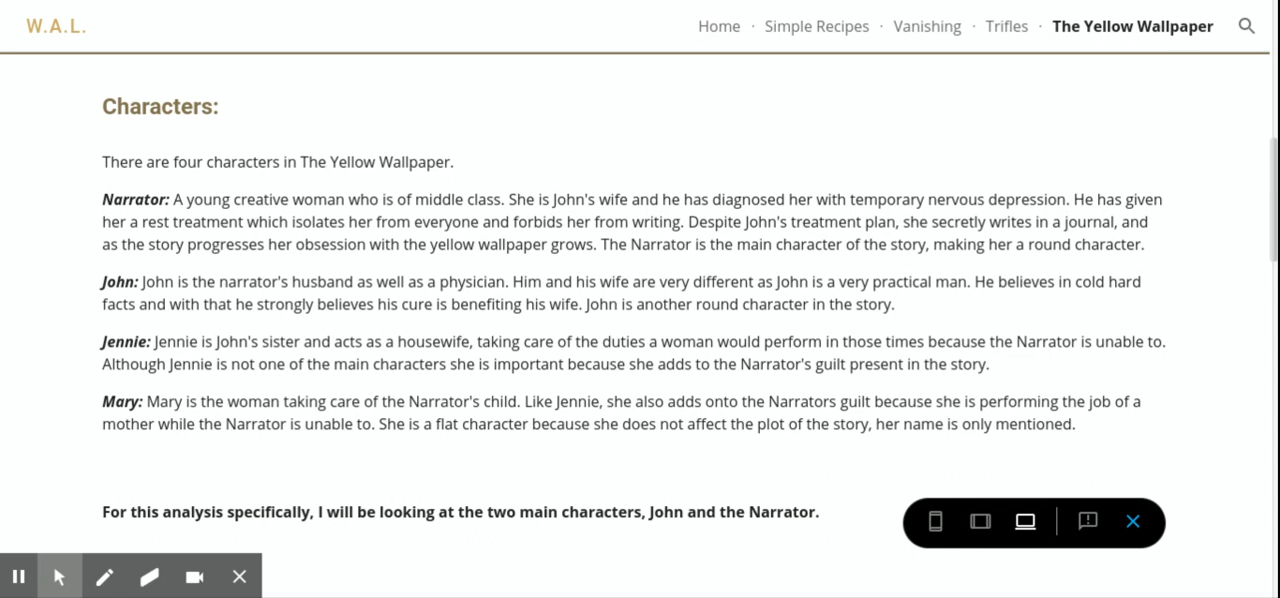 W.A.L.
Home · Simple Recipes · Vanishing · Trifles · The Yellow Wallpaper
Characters:
There are four characters in The Yellow Wallpaper.
Narrator: A young creative woman who is of middle class. She is John's wife and he has diagnosed her with temporary nervous depression. He has given
her a rest treatment which isolates her from everyone and forbids her from writing. Despite John's treatment plan, she secretly writes in a journal, and
as the story progresses her obsession with the yellow wallpaper grows. The Narrator is the main character of the story, making her a round character.
John: John is the narrator's husband as well as a physician. Him and his wife are very different as John is a very practical man. He believes in cold hard
facts and with that he strongly believes his cure is benefiting his wife. John is another round character in the story.
Jennie: Jennie is John's sister and acts as a housewife, taking care of the duties a woman would perform in those times because the Narrator is unable to.
Although Jennie is not one of the main characters she is important because she adds to the Narrator's guilt present in the story.
Mary: Mary is the woman taking care of the Narrator's child. Like Jennie, she also adds onto the Narrators guilt because she is performing the job of a
mother while the Narrator is unable to. She is a flat character because she does not affect the plot of the story, her name is only mentioned.
For this analysis specifically, I will be looking at the two main characters, John and the Narrator.